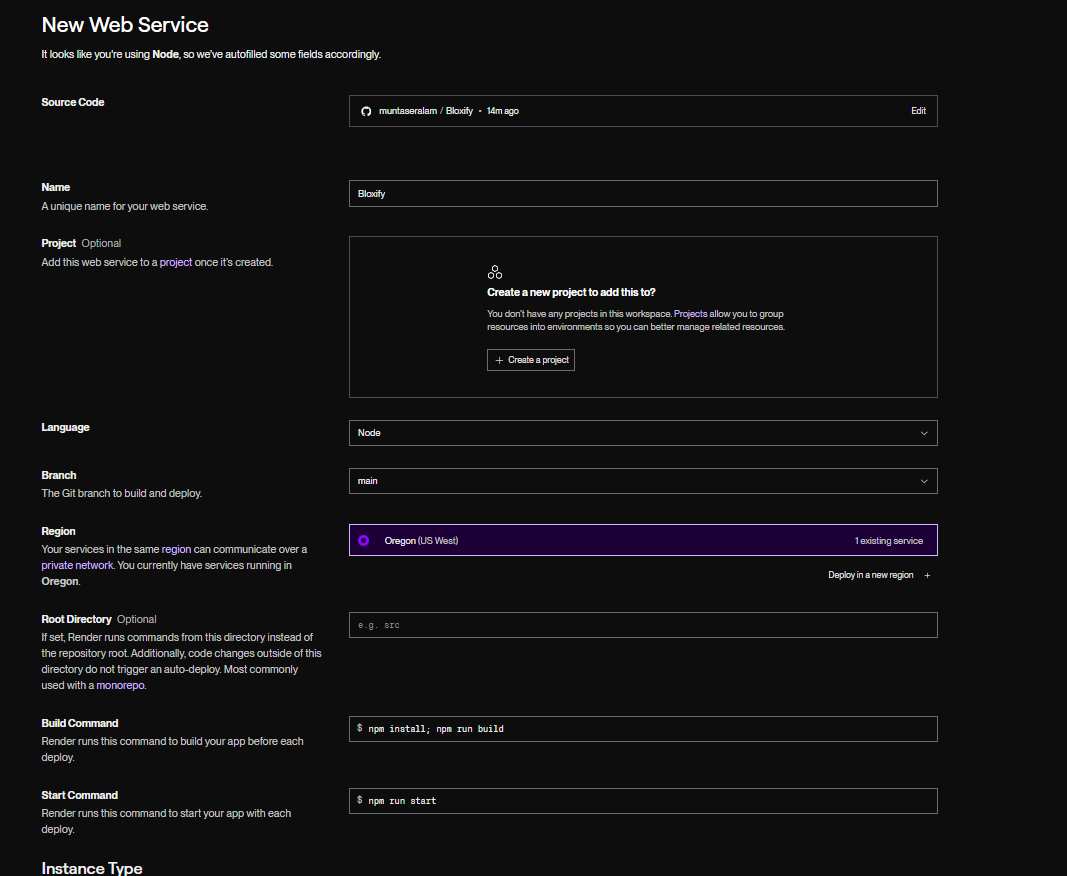 New Web Service
It looks like you're using Node, so we've autofilled some fields accordingly.
Source Code
muntaseralam / Bloxify • 14m ago
Edit
Name
A unique name for your web service.
Bloxify
Project Optional
Add this web service to a project once it's created.
Create a new project to add this to?
You don't have any projects in this workspace. Projects allow you to group
resources into environments so you can better manage related resources.
+ Create a project
Language
Node
Branch
The Git branch to build and deploy.
main
Region
Your services in the same region can communicate over a
private network. You currently have services running in
Oregon.
Oregon (US West)
1 existing service
Deploy in a new region +
Root Directory Optional
If set, Render runs commands from this directory instead of
the repository root. Additionally, code changes outside of this
directory do not trigger an auto-deploy. Most commonly
used with a monorepo.
e.g. src
Build Command
Render runs this command to build your app before each
deploy.
$ npm install; npm run build
Start Command
Render runs this command to start your app with each
deploy.
$ npm run start
Instance Type